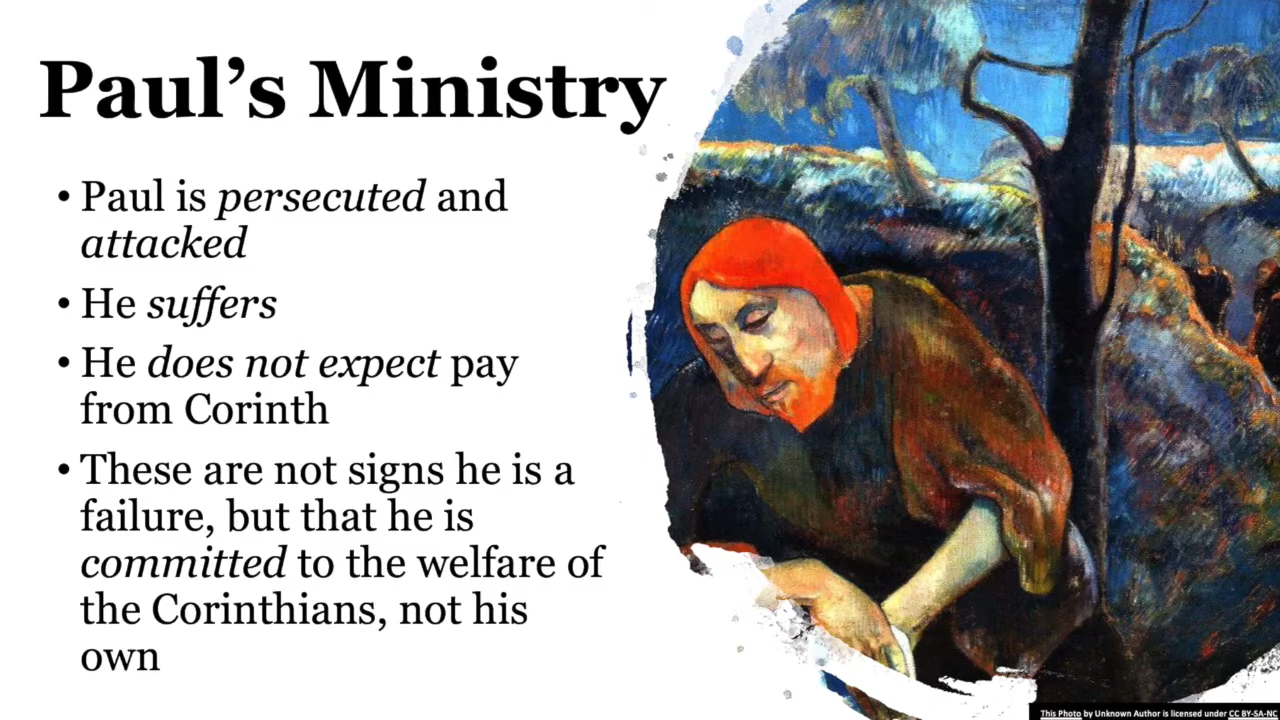 Paul’s Ministry
• Paul is persecuted and
attacked
• He suffers
• He does not expect pay
from Corinth
• These are not signs he is a
failure, but that he is
committed to the welfare of
the Corinthians, not his
own
This Photo by Unknown Author is licensed under CC BY-SA-NC